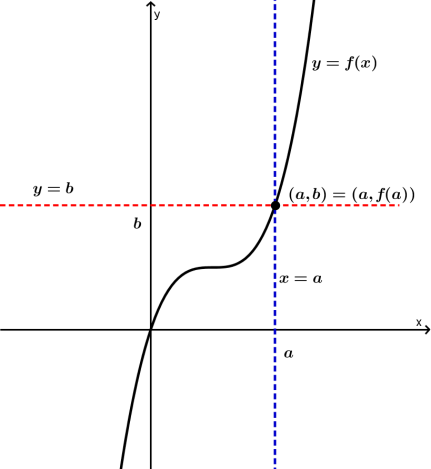 y
y = f(x)
y = b
(a, b) = (a, f(a))
b
x = a
x
a